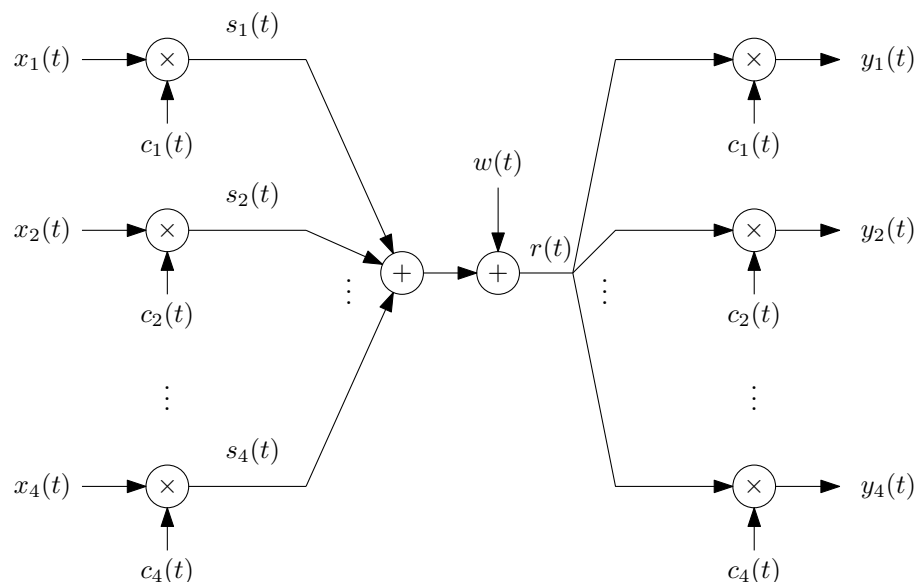 s₁(t)
x₁(t) × × y₁(t)
c₁(t) c₁(t)
w(t)
s₂(t)
x₂(t) × r(t) × y₂(t)
+ +
⋮ ⋮
c₂(t) c₂(t)
⋮ ⋮
s₄(t)
x₄(t) × × y₄(t)
c₄(t) c₄(t)